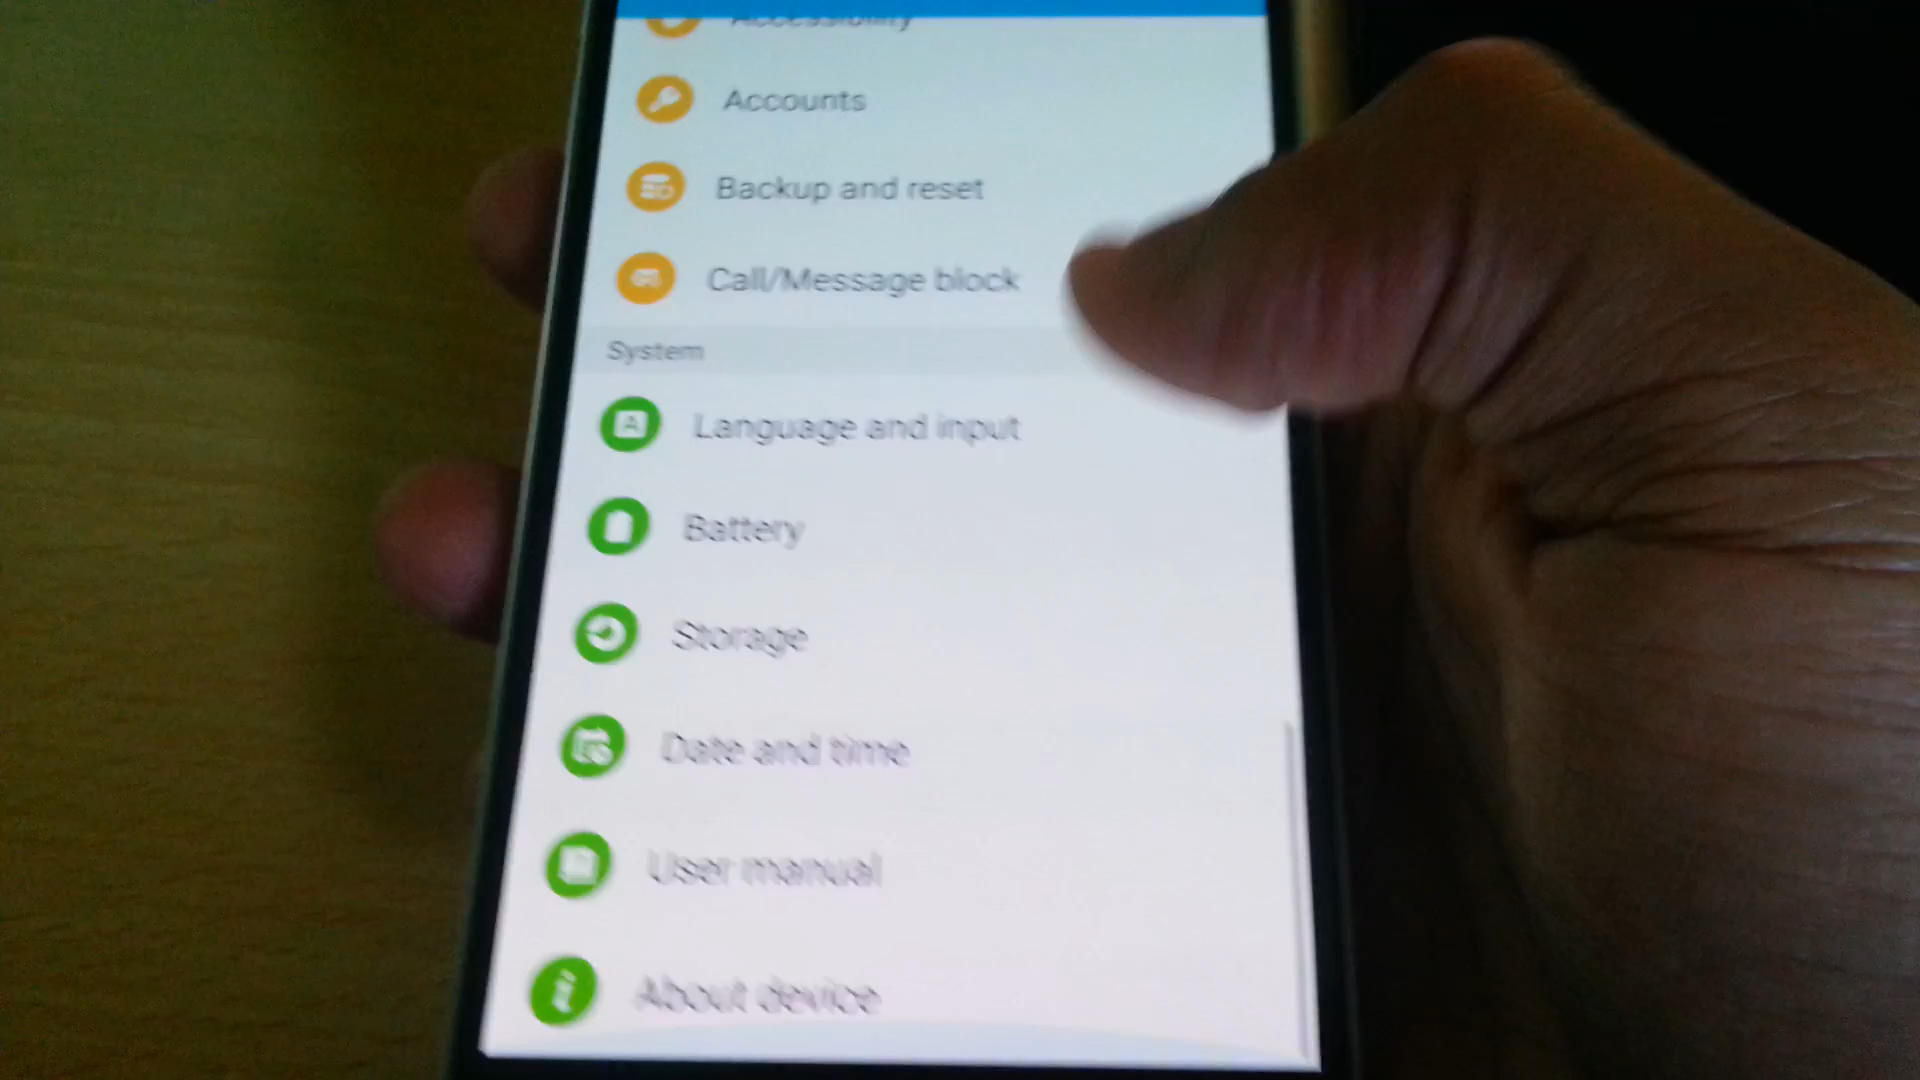 Accessibility
Accounts
Backup and reset
Call/Message block
System
Language and input
Battery
Storage
Date and time
User manual
About device